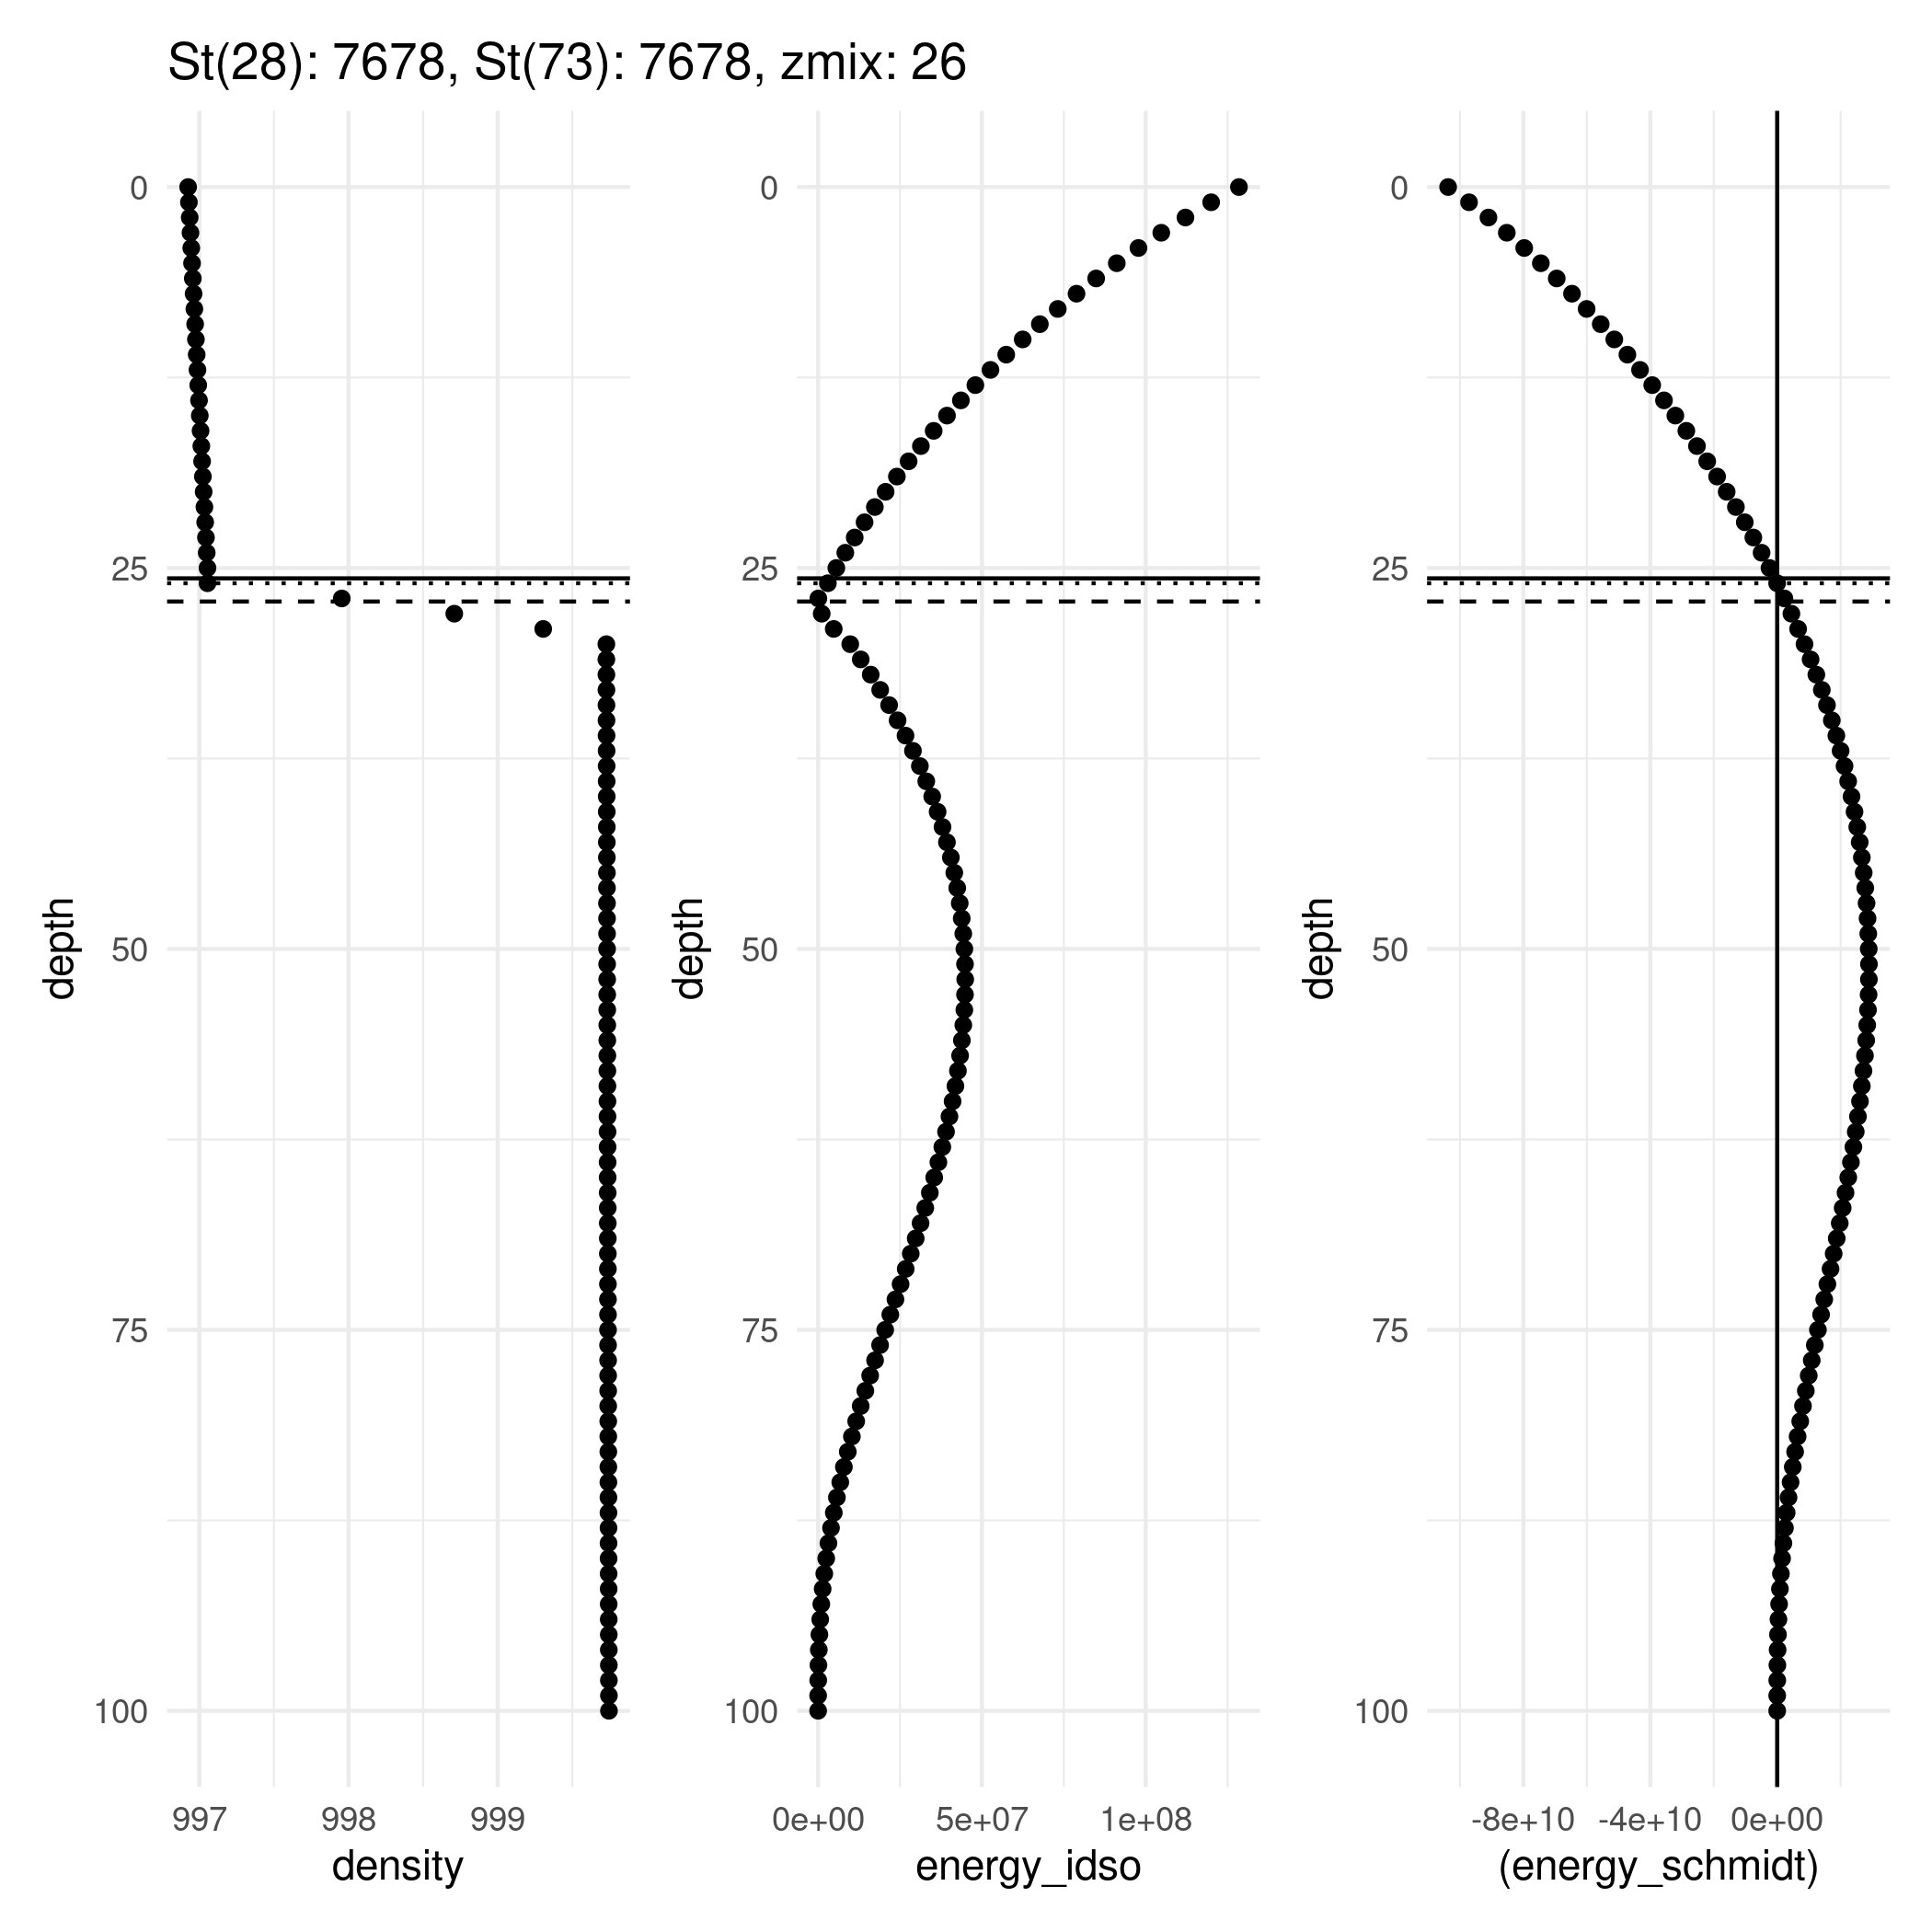 St(28): 7678, St(73): 7678, zmix: 26
depth
0
25
50
75
100
997 998 999
density
depth
0
25
50
75
100
0e+00 5e+07 1e+08
energy_idso
depth
0
25
50
75
100
-8e+10 -4e+10 0e+00
(energy_schmidt)